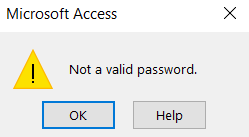 Microsoft Access
Not a valid password.
OK
Help